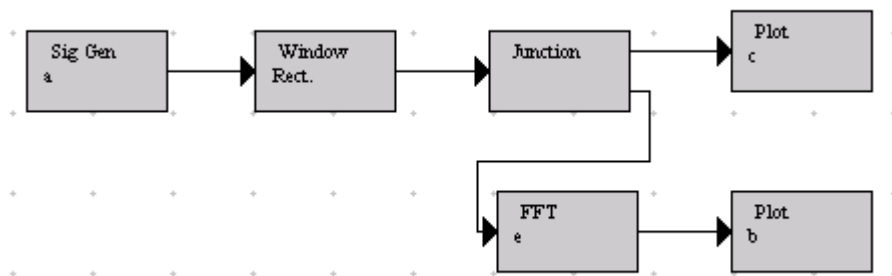 Sig Gen
a
Window
Rect.
Junction
Plot
c
FFT
e
Plot
b